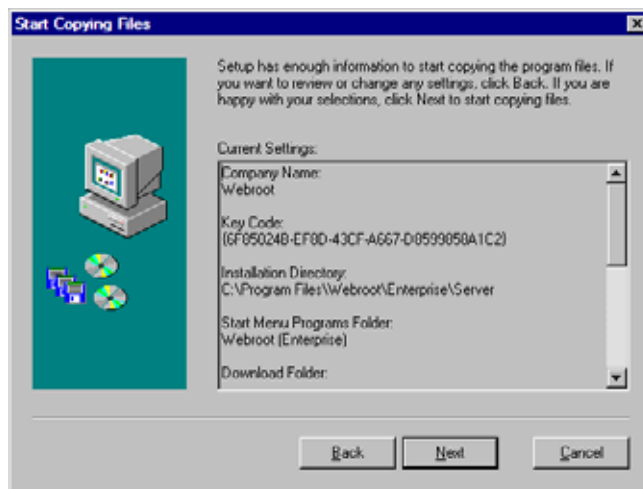 Start Copying Files
Setup has enough information to start copying the program files. If
you want to review or change any settings, click Back. If you are
happy with your selections, click Next to start copying files.
Current Settings:
Company Name:
Webroot
Key Code:
{6F85024B-EF8D-43CF-A667-D8599858A1C2}
Installation Directory:
C:\Program Files\Webroot\Enterprise\Server
Start Menu Programs Folder:
Webroot (Enterprise)
Download Folder:
Back Next Cancel